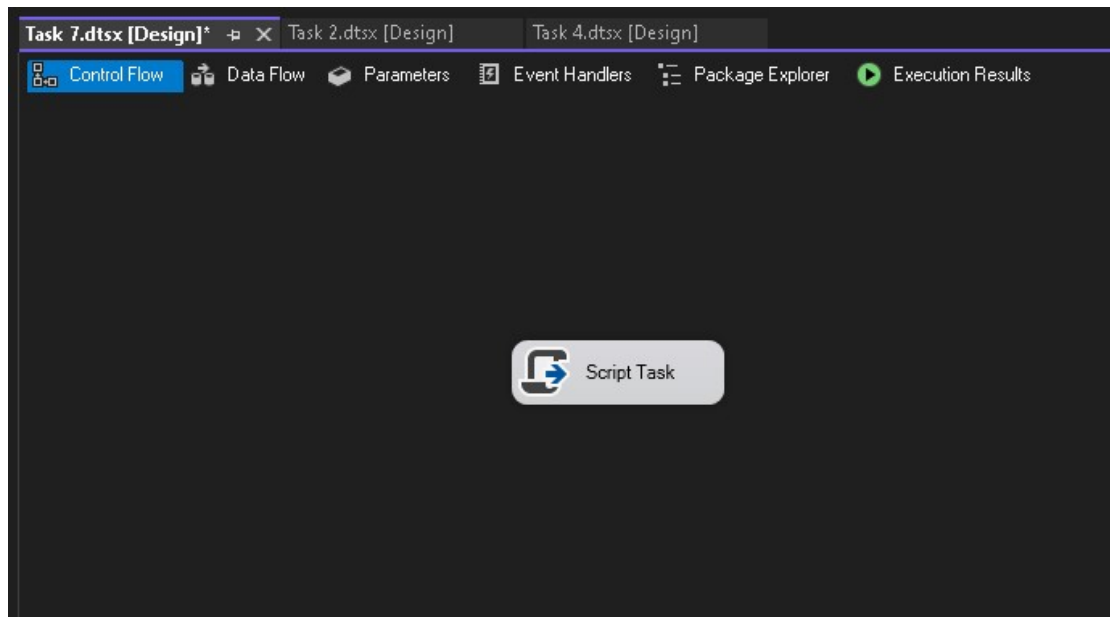 Task 7.dtsx [Design]* Task 2.dtsx [Design] Task 4.dtsx [Design]
Control Flow Data Flow Parameters Event Handlers Package Explorer Execution Results
Script Task